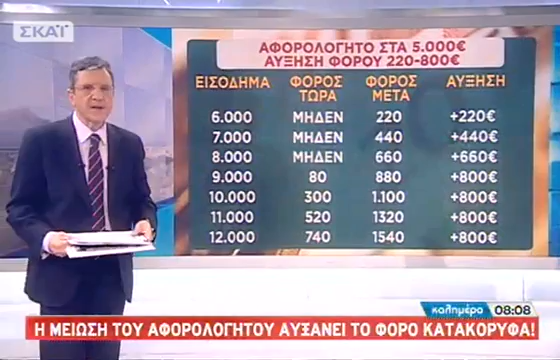 ΣΚΑΪ
ΑΦΟΡΟΛΟΓΗΤΟ ΣΤΑ 5.000€
ΑΥΞΗΣΗ ΦΟΡΟΥ 220-800€
ΕΙΣΟΔΗΜΑ ΦΟΡΟΣ ΤΩΡΑ ΦΟΡΟΣ ΜΕΤΑ ΑΥΞΗΣΗ
6.000 ΜΗΔΕΝ 220 +220€
7.000 ΜΗΔΕΝ 440 +440€
8.000 ΜΗΔΕΝ 660 +660€
9.000 80 880 +800€
10.000 300 1.100 +800€
11.000 520 1320 +800€
12.000 740 1540 +800€
καλημέρα 08:08
Η ΜΕΙΩΣΗ ΤΟΥ ΑΦΟΡΟΛΟΓΗΤΟΥ ΑΥΞΑΝΕΙ ΤΟ ΦΟΡΟ ΚΑΤΑΚΟΡΥΦΑ!